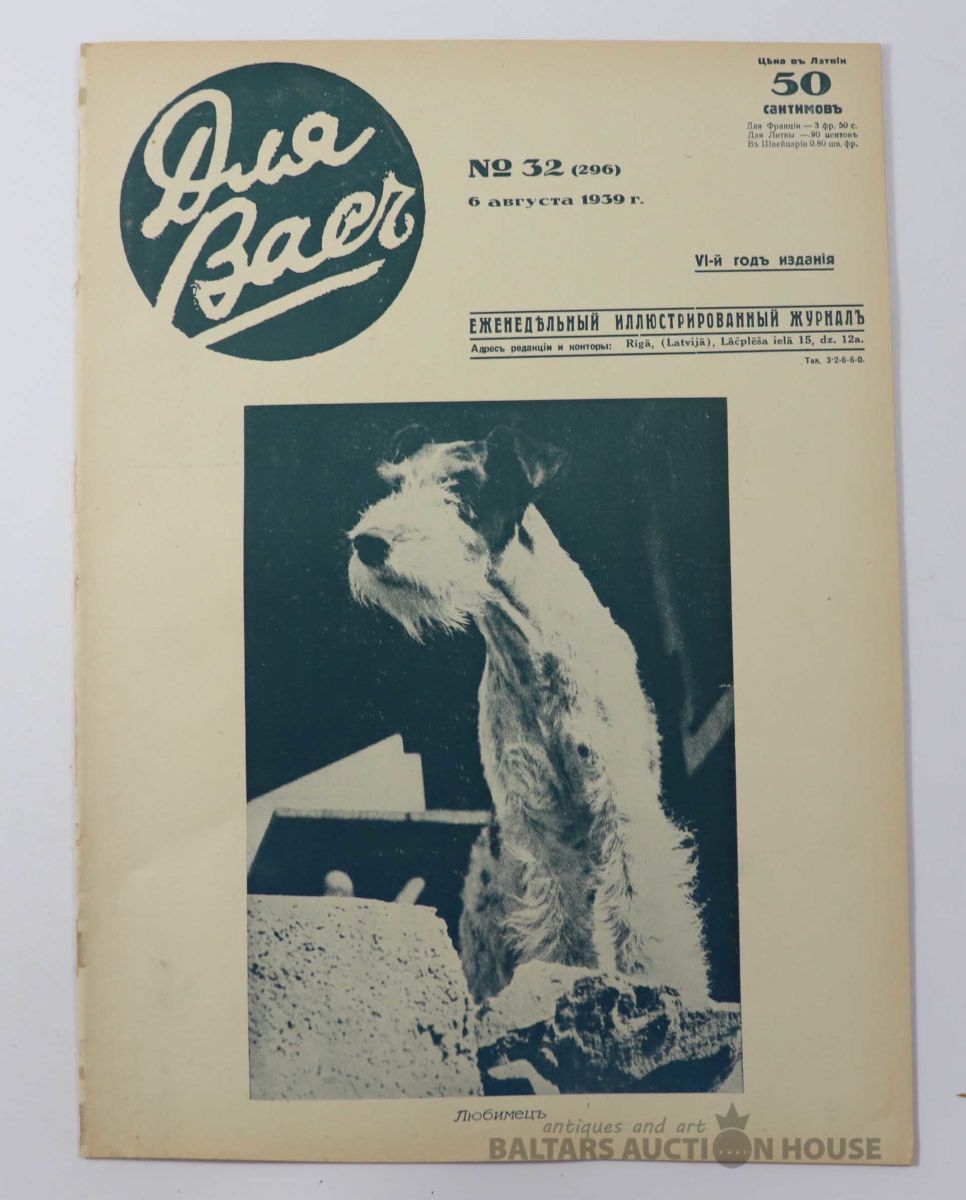 Для
Васъ
Цѣна въ Латвіи
50
сантимовъ
Для Франціи — 3 фр. 50 с.
Для Литвы — 90 центовъ
Въ Швейцаріи 0.80 шв. фр.
№ 32 (296)
6 августа 1939 г.
VI-й годъ изданія
ЕЖЕНЕДѢЛЬНЫЙ ИЛЛЮСТРИРОВАННЫЙ ЖУРНАЛЪ
Адресъ редакціи и конторы: Rīgā, (Latvijā), Lāčplēša ielā 15, dz. 12a.
Тел. 3-2-6-6-0.
Любимецъ
antiques and art
BALTARS AUCTION HOUSE